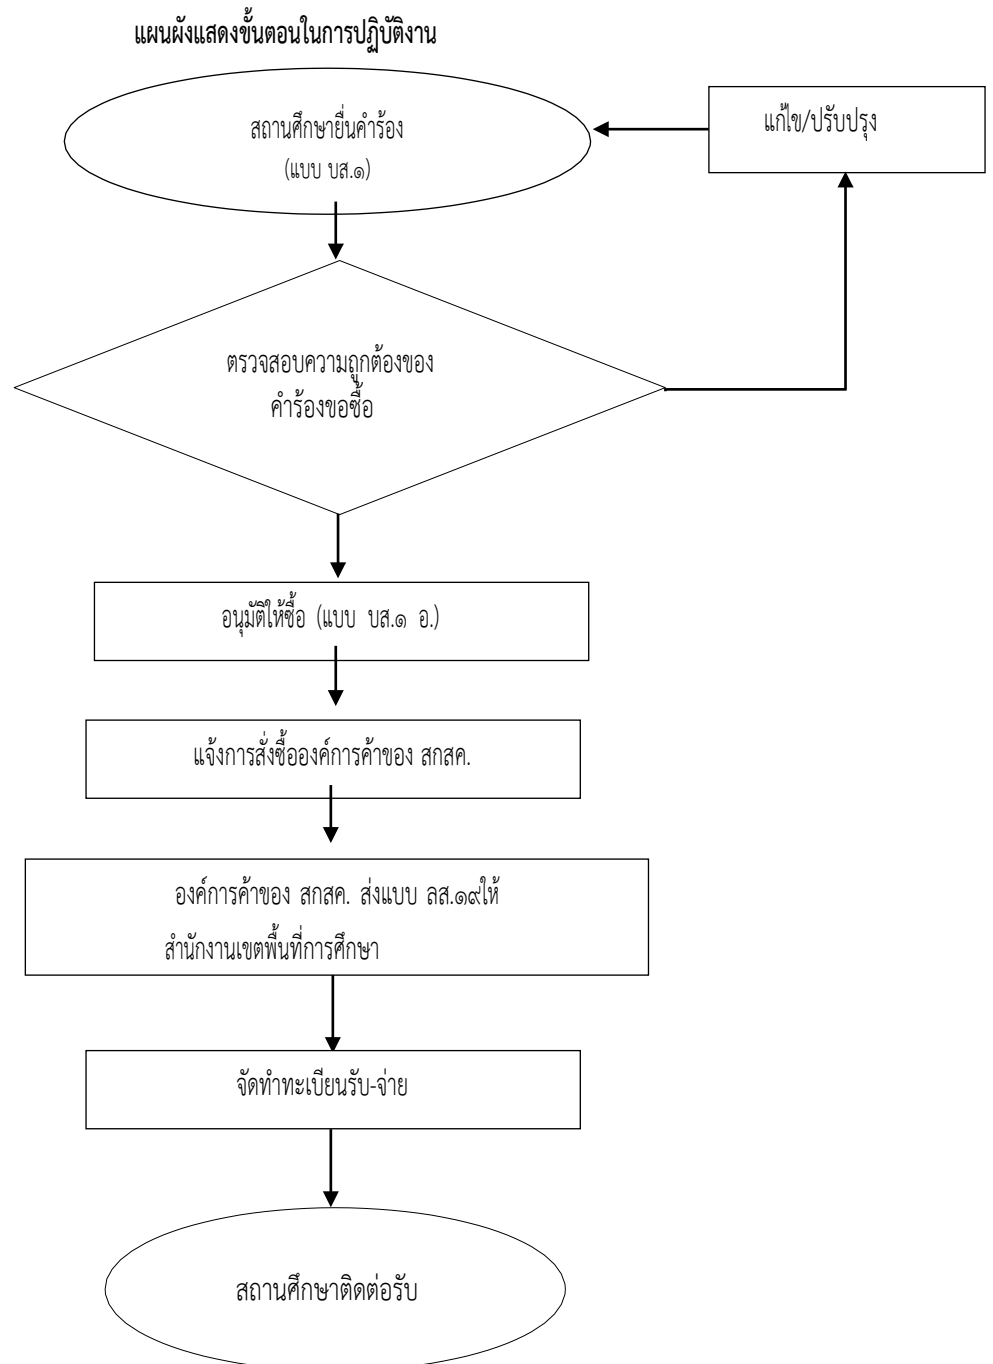 แผนผังแสดงขั้นตอนในการปฏิบัติงาน
สถานศึกษายื่นคำร้อง
(แบบ บส.๑)
แก้ไข/ปรับปรุง
ตรวจสอบความถูกต้องของ
คำร้องขอซื้อ
อนุมัติให้ซื้อ (แบบ บส.๑ อ.)
แจ้งการสั่งซื้อองค์การค้าของ สกสค.
องค์การค้าของ สกสค. ส่งแบบ ลส.๑๙ให้
สำนักงานเขตพื้นที่การศึกษา
จัดทำทะเบียนรับ-จ่าย
สถานศึกษาติดต่อรับ